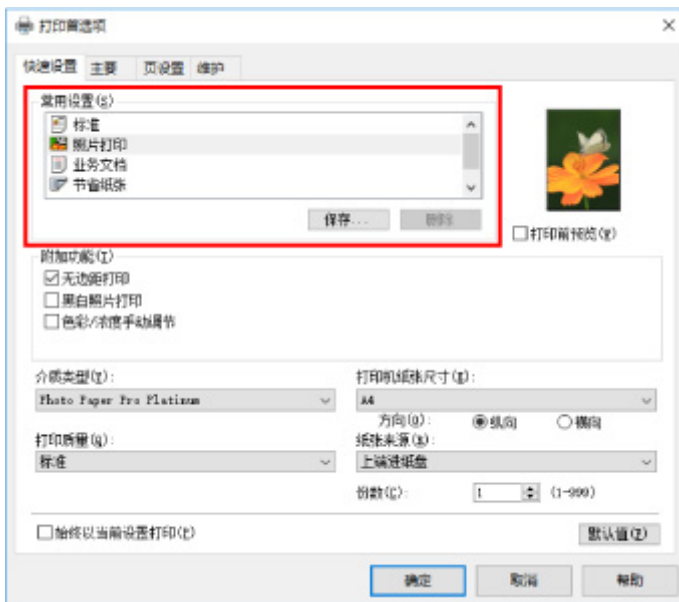 打印首选项
快速设置 主要 页设置 维护
常用设置(S)
标准
照片打印
业务文档
节省纸张
保存... 删除
打印前预览(W)
附加功能(I)
无边距打印
黑白照片打印
色彩/浓度手动调节
介质类型(Y):
Photo Paper Pro Platinum
打印机纸张尺寸(E):
A4
方向(O): 纵向 横向
打印质量(Q):
标准
纸张来源(R):
上端进纸盘
份数(C): 1 (1-999)
始终以当前设置打印(P)
默认值(Z)
确定 取消 帮助